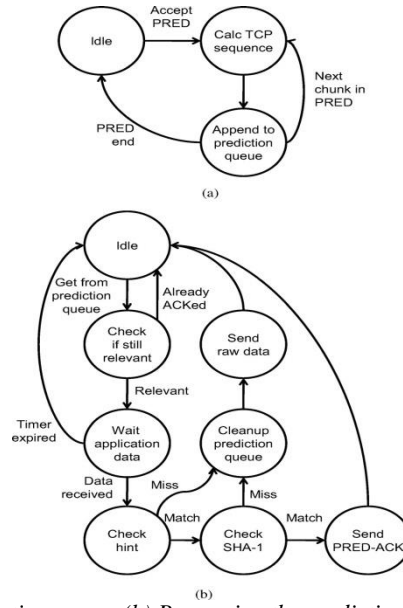 Accept
PRED
Idle
Calc TCP
sequence
Next
chunk in
PRED
PRED
end
Append to
prediction
queue
(a)
Idle
Get from
prediction
queue
Already
ACKed
Check
if still
relevant
Send
raw data
Relevant
Timer
expired
Wait
application
data
Cleanup
prediction
queue
Data
received
Miss
Miss
Check
hint
Match
Check
SHA-1
Match
Send
PRED-ACK
(b)